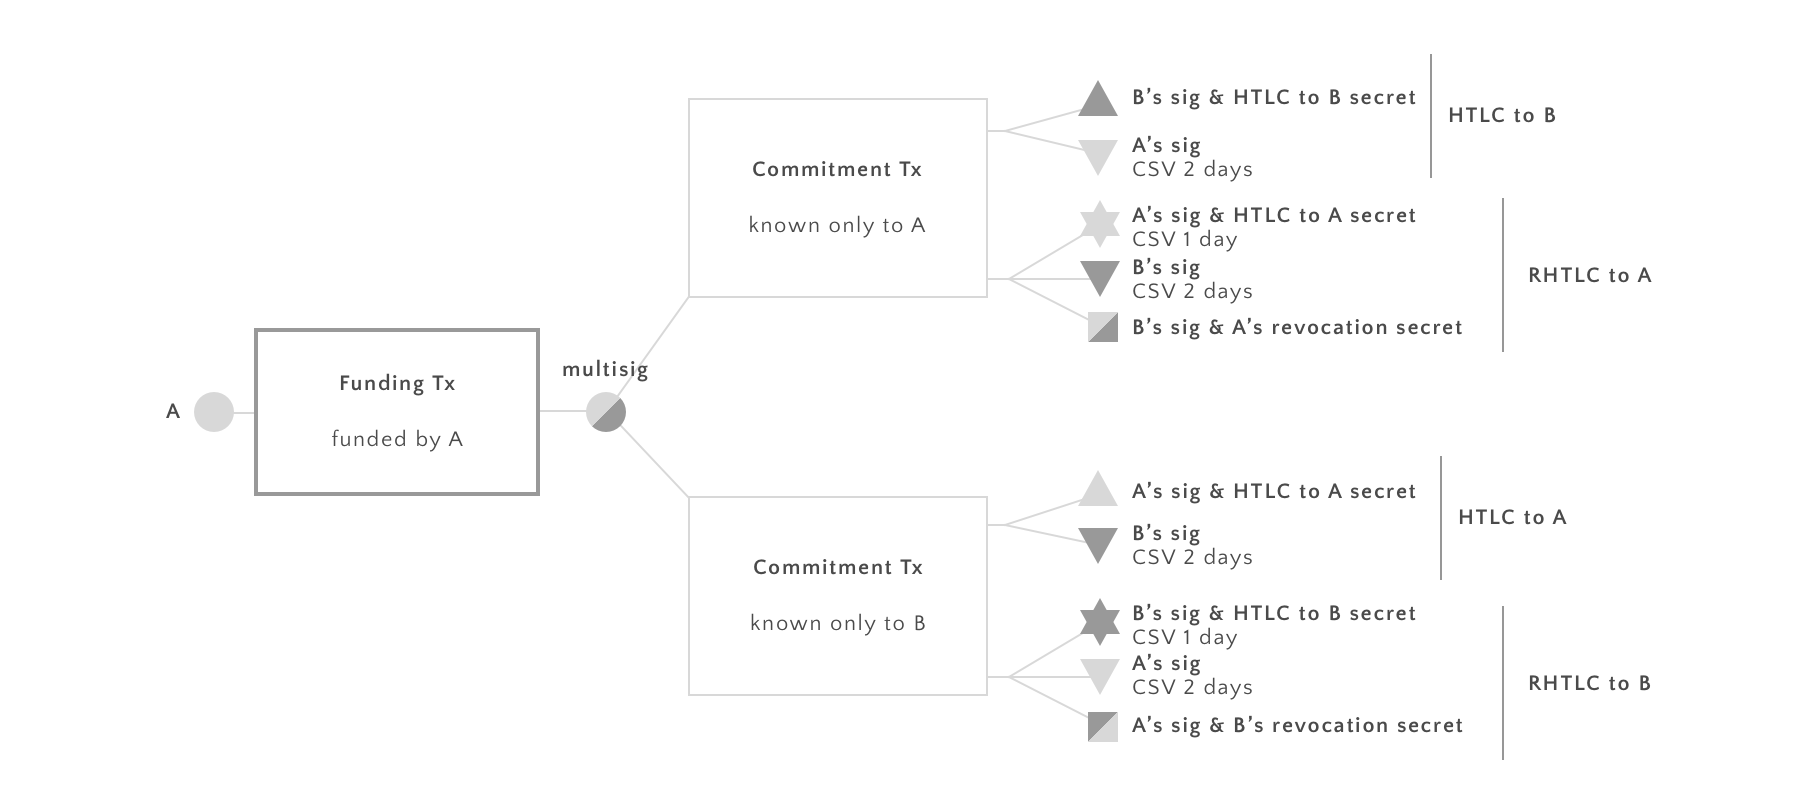 A
Funding Tx
funded by A
multisig
Commitment Tx
known only to A
B’s sig & HTLC to B secret
A’s sig
CSV 2 days
HTLC to B
A’s sig & HTLC to A secret
CSV 1 day
B’s sig
CSV 2 days
B’s sig & A’s revocation secret
RHTLC to A
Commitment Tx
known only to B
A’s sig & HTLC to A secret
B’s sig
CSV 2 days
HTLC to A
B’s sig & HTLC to B secret
CSV 1 day
A’s sig
CSV 2 days
A’s sig & B’s revocation secret
RHTLC to B